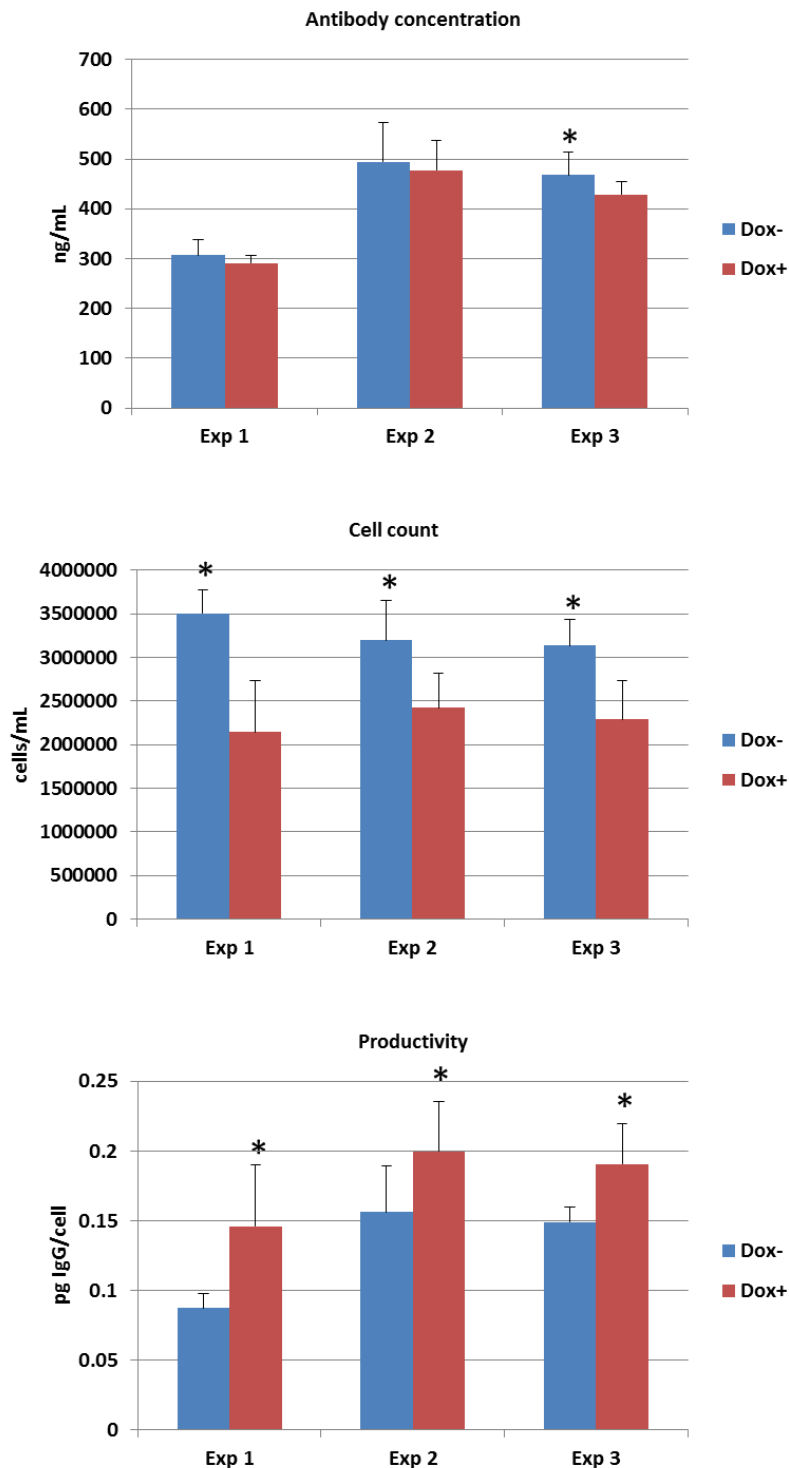 Antibody concentration
700
600
500
400
300
200
100
0
ng/mL
*
Exp 1 Exp 2 Exp 3
Dox-
Dox+
Cell count
4000000
3500000
3000000
2500000
2000000
1500000
1000000
500000
0
cells/mL
* * *
Exp 1 Exp 2 Exp 3
Dox-
Dox+
Productivity
0.25
0.2
0.15
0.1
0.05
0
pg IgG/cell
* * *
Exp 1 Exp 2 Exp 3
Dox-
Dox+